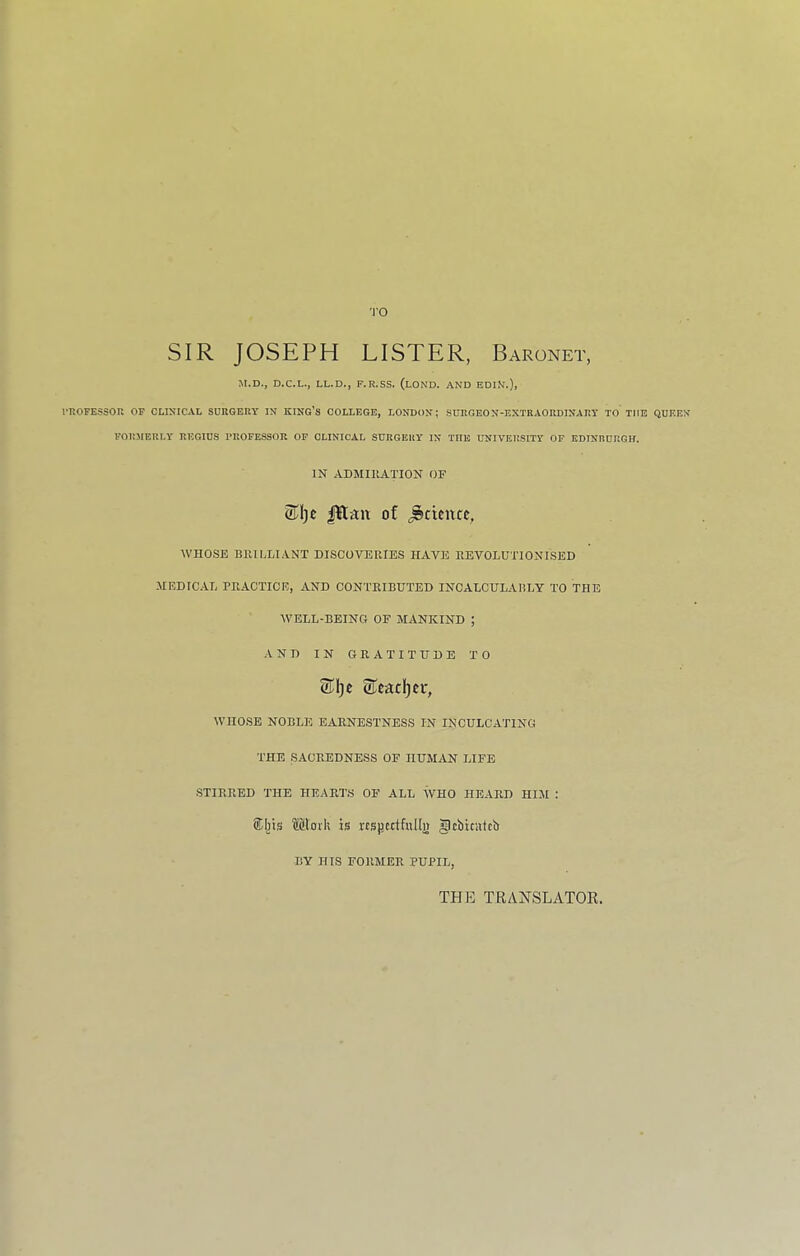 TO
SIR JOSEPH LISTER, BARONET,
M.D., D.C.L., LL.D., F.R.SS. (LOND. AND EDIN.),
PROFESSOR OF CLINICAL SURGERY IN KING'S COLLEGE, LONDON; SURGEON-EXTRAORDINARY TO THE QUEEN
FORMERLY REGIUS PROFESSOR OF CLINICAL SURGERY IN THE UNIVERSITY OF EDINBURGH.
IN ADMIRATION OF
The Man of Science,
WHOSE BRILLIANT DISCOVERIES HAVE REVOLUTIONISED
MEDICAL PRACTICE, AND CONTRIBUTED INCALCULABLY TO THE
WELL-BEING OF MANKIND ;
AND IN GRATITUDE TO
The Teacher,
WHOSE NOBLE EARNESTNESS IN INCULCATING
THE SACREDNESS OF HUMAN LIFE
STIRRED THE HEARTS OF ALL WHO HEARD HIM :
This Work is respectfully Dedicated
BY HIS FORMER PUPIL,
THE TRANSLATOR.